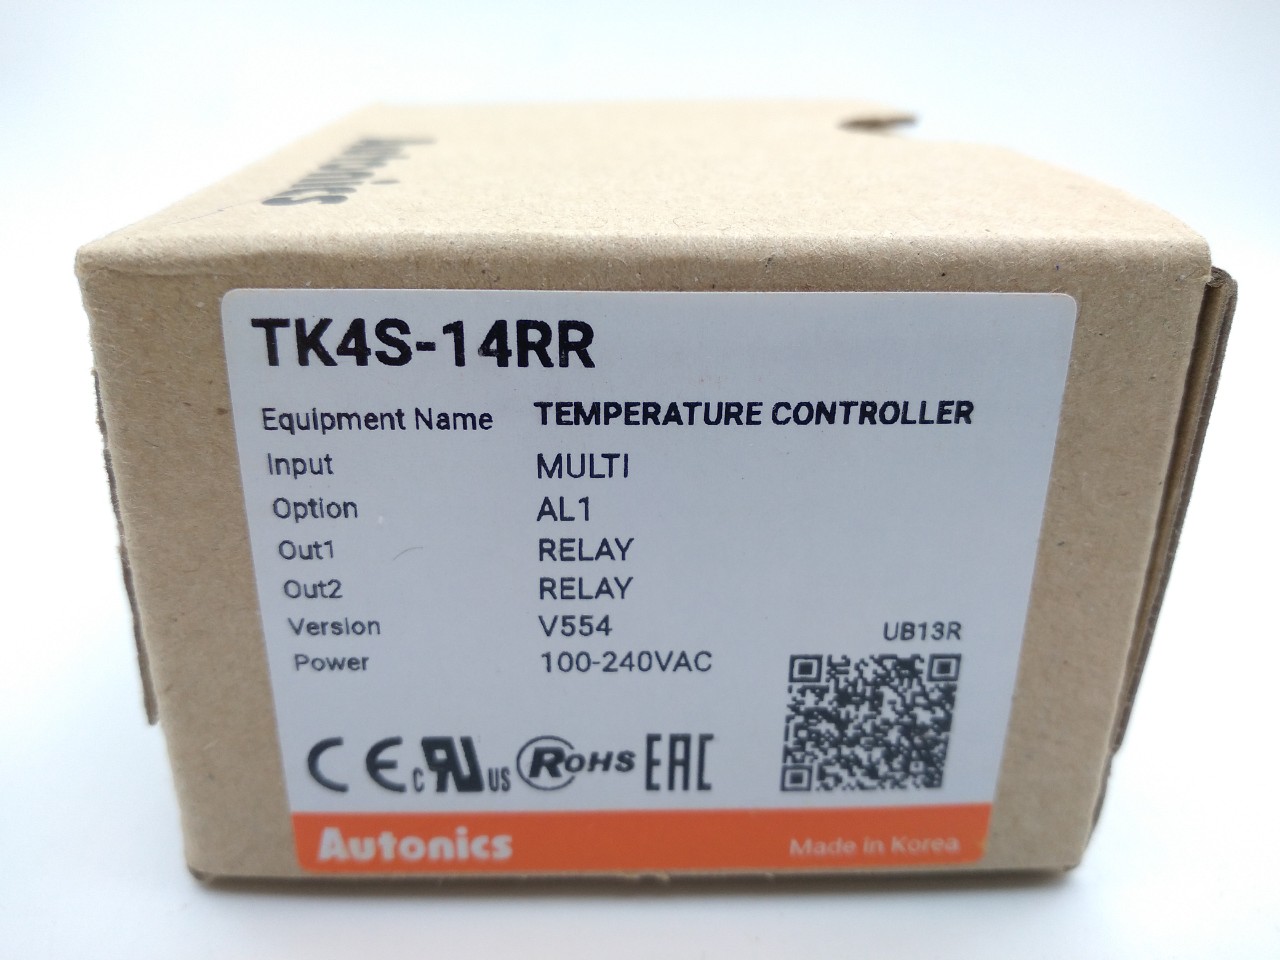 Autonics
TK4S-14RR
Equipment Name TEMPERATURE CONTROLLER
Input MULTI
Option AL1
Out1 RELAY
Out2 RELAY
Version V554
Power 100-240VAC
UB13R
CE c RU US RoHS EAC
Autonics Made in Korea